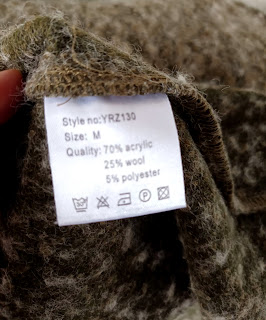 Style no:YRZ130
Size: M
Quality: 70% acrylic
25% wool
5% polyester